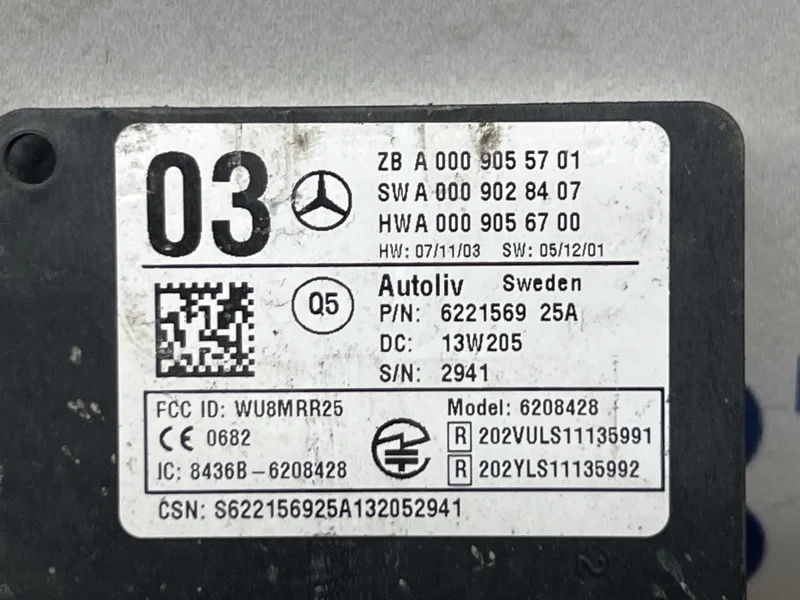 03
ZB A 000 905 57 01
SW A 000 902 84 07
HW A 000 905 67 00
HW: 07/11/03 SW: 05/12/01
Q5
Autoliv Sweden
P/N: 6221569 25A
DC: 13W205
S/N: 2941
FCC ID: WU8MRR25
CE 0682
IC: 8436B-6208428
Model: 6208428
R 202VULS11135991
R 202YLS11135992
CSN: S622156925A132052941